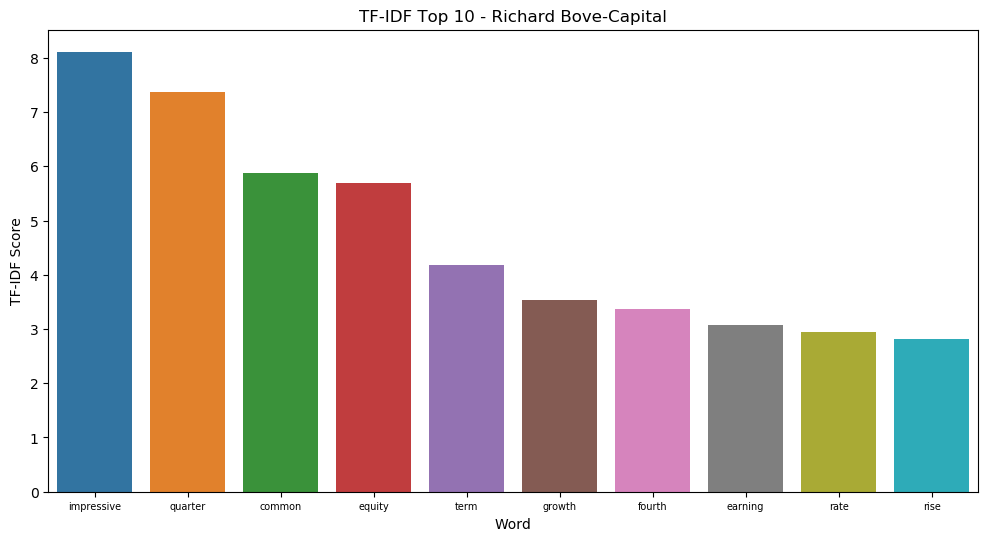 TF-IDF Top 10 - Richard Bove-Capital
TF-IDF Score
8
7
6
5
4
3
2
1
0
impressive quarter common equity term growth fourth earning rate rise
Word